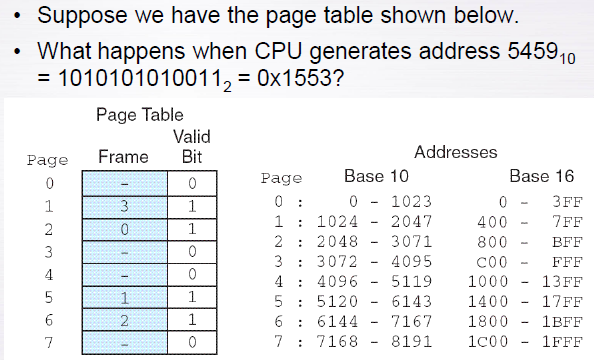 • Suppose we have the page table shown below.
• What happens when CPU generates address 5459₁₀
= 1010101010011₂ = 0x1553?
Page Table
Page Frame Valid Bit
0 - 0
1 3 1
2 0 1
3 - 0
4 - 0
5 1 1
6 2 1
7 - 0
Addresses
Page Base 10 Base 16
0 : 0 - 1023 0 - 3FF
1 : 1024 - 2047 400 - 7FF
2 : 2048 - 3071 800 - BFF
3 : 3072 - 4095 C00 - FFF
4 : 4096 - 5119 1000 - 13FF
5 : 5120 - 6143 1400 - 17FF
6 : 6144 - 7167 1800 - 1BFF
7 : 7168 - 8191 1C00 - 1FFF